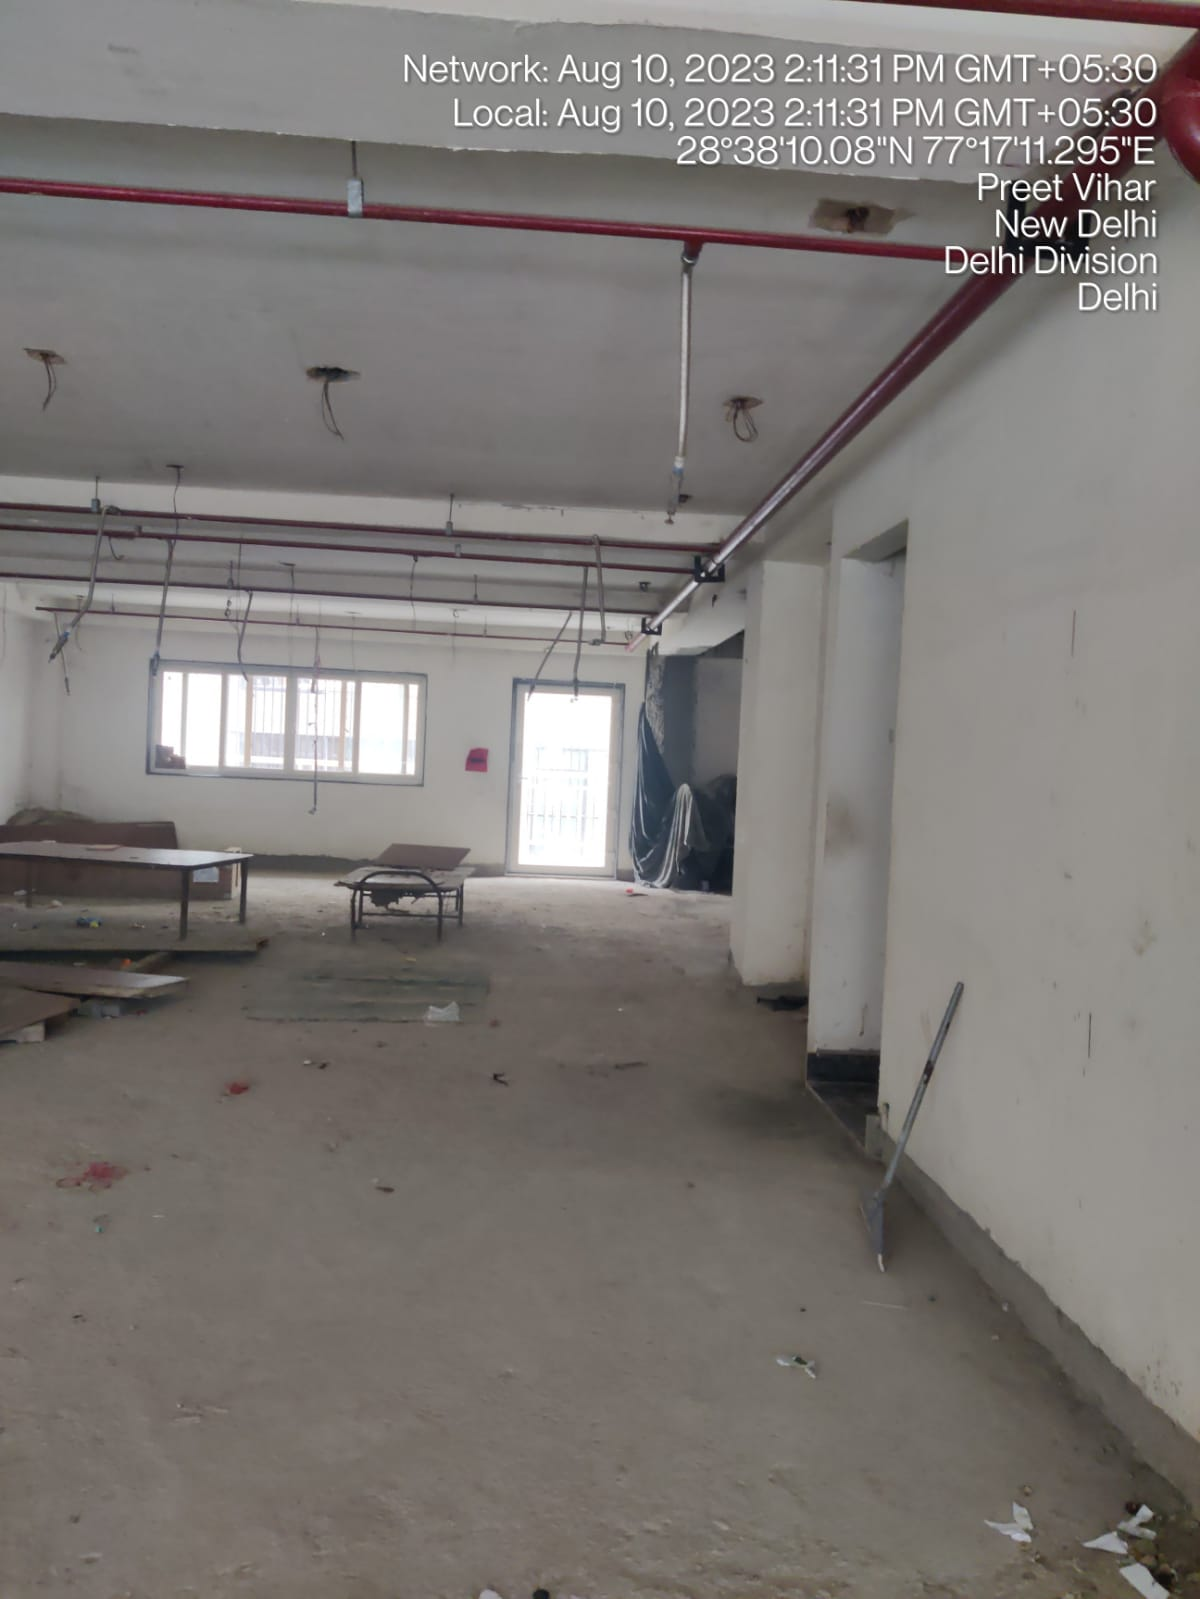 Network: Aug 10, 2023 2:11:31 PM GMT+05:30
Local: Aug 10, 2023 2:11:31 PM GMT+05:30
28°38'10.08"N 77°17'11.295"E
Preet Vihar
New Delhi
Delhi Division
Delhi